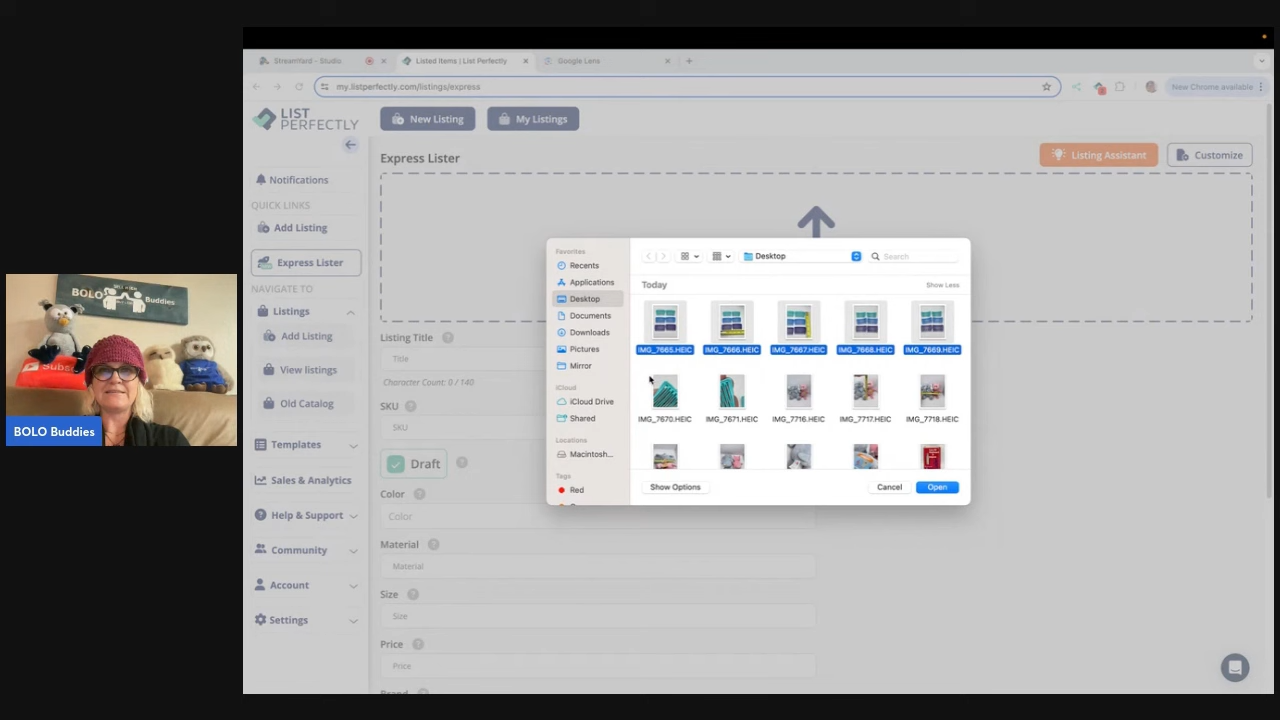 StreamYard - Studio
Listed Items | List Perfectly
Google Lens
my.listperfectly.com/listings/express
New Chrome available
LIST
PERFECTLY
New Listing
My Listings
Express Lister
Listing Assistant
Customize
Notifications
QUICK LINKS
Add Listing
Express Lister
NAVIGATE TO
Listings
Add Listing
View listings
Old Catalog
Templates
Sales & Analytics
Help & Support
Community
Account
Settings
Listing Title
Title
Character Count: 0 / 140
SKU
SKU
Draft
Color
Color
Material
Material
Size
Size
Price
Price
Brand
Favorites
Recents
Applications
Desktop
Documents
Downloads
Pictures
Mirror
iCloud
iCloud Drive
Shared
Locations
Macintosh...
Tags
Red
Desktop
Search
Today
Show Less
IMG_7665.HEIC
IMG_7666.HEIC
IMG_7667.HEIC
IMG_7668.HEIC
IMG_7669.HEIC
IMG_7670.HEIC
IMG_7671.HEIC
IMG_7716.HEIC
IMG_7717.HEIC
IMG_7718.HEIC
Show Options
Cancel
Open
BOLO
Buddies
Subsc
BOLO Buddies